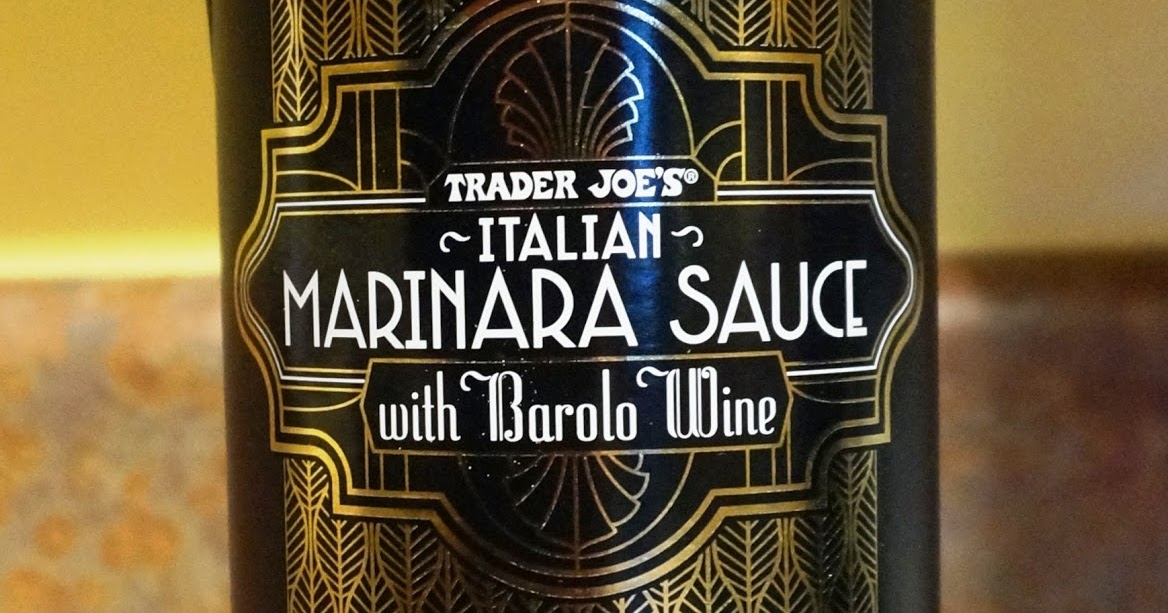 TRADER JOE'S®
~ITALIAN~
MARINARA SAUCE
with Barolo Wine